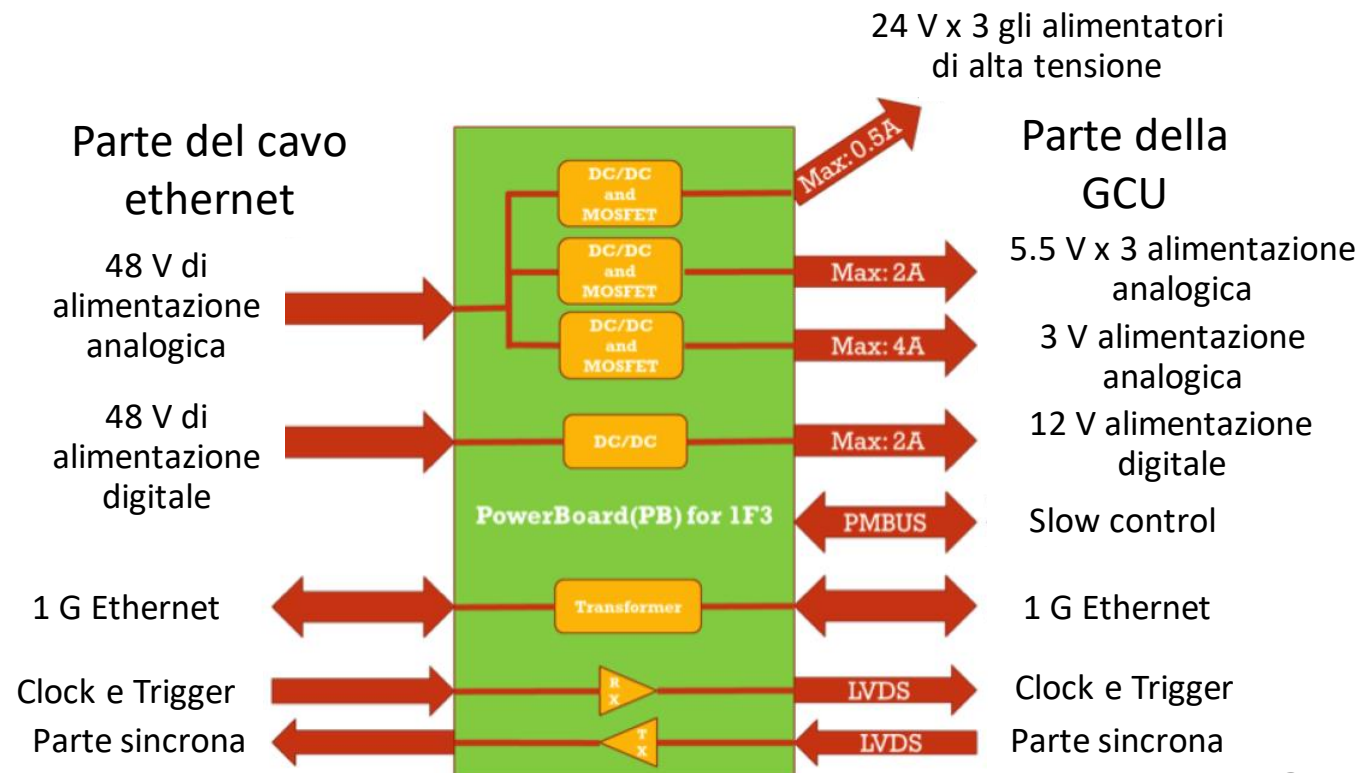 24 V x 3 gli alimentatori
di alta tensione
Parte del cavo
ethernet
Parte della
GCU
DC/DC
and
MOSFET
Max: 0.5A
48 V di
alimentazione
analogica
DC/DC
and
MOSFET
Max: 2A
5.5 V x 3 alimentazione
analogica
DC/DC
and
MOSFET
Max: 4A
3 V alimentazione
analogica
48 V di
alimentazione
digitale
DC/DC
Max: 2A
12 V alimentazione
digitale
PowerBoard(PB) for 1F3
PMBUS
Slow control
1 G Ethernet
Transformer
1 G Ethernet
Clock e Trigger
R
X
LVDS
Clock e Trigger
Parte sincrona
T
X
LVDS
Parte sincrona